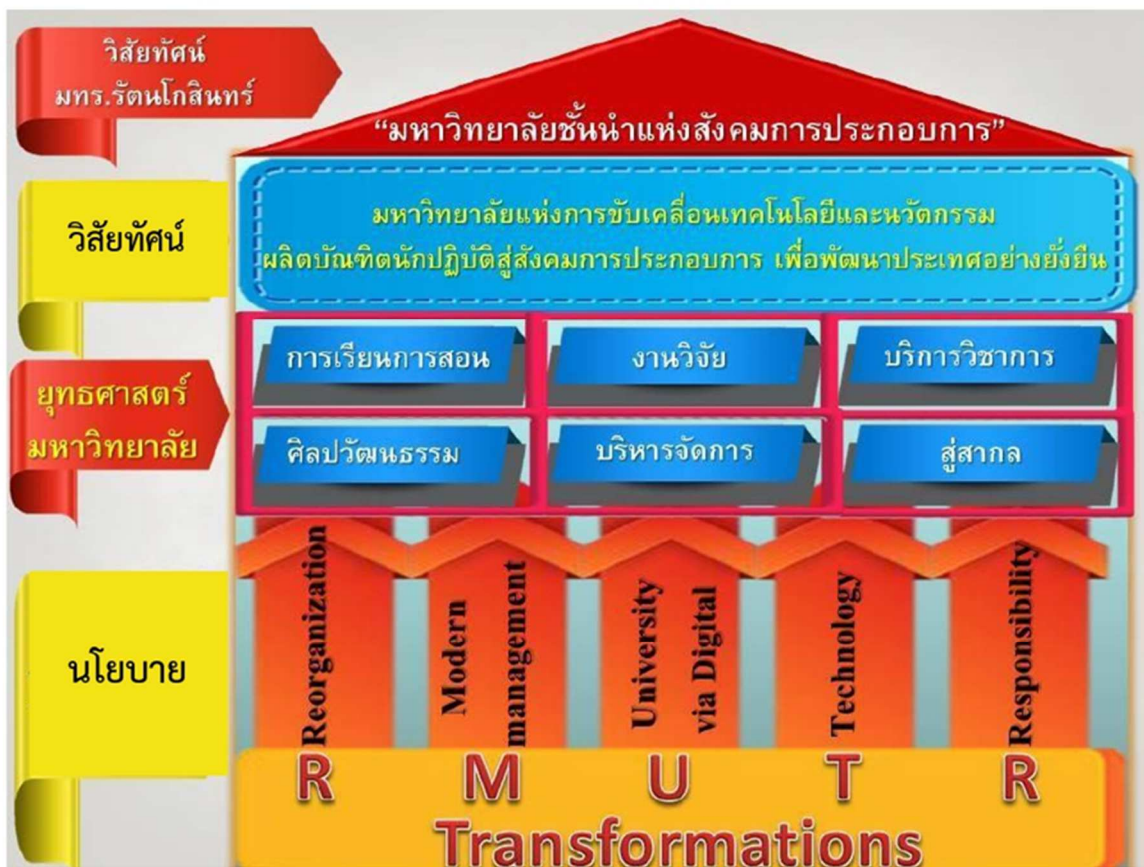 วิสัยทัศน์
มทร.รัตนโกสินทร์
“มหาวิทยาลัยชั้นนำแห่งสังคมการประกอบการ”
วิสัยทัศน์
มหาวิทยาลัยแห่งการขับเคลื่อนเทคโนโลยีและนวัตกรรม
ผลิตบัณฑิตนักปฏิบัติสู่สังคมการประกอบการ เพื่อพัฒนาประเทศอย่างยั่งยืน
ยุทธศาสตร์
มหาวิทยาลัย
การเรียนการสอน
งานวิจัย
บริการวิชาการ
ศิลปวัฒนธรรม
บริหารจัดการ
สู่สากล
นโยบาย
Reorganization
Modern
management
University
via Digital
Technology
Responsibility
R M U T R
Transformations